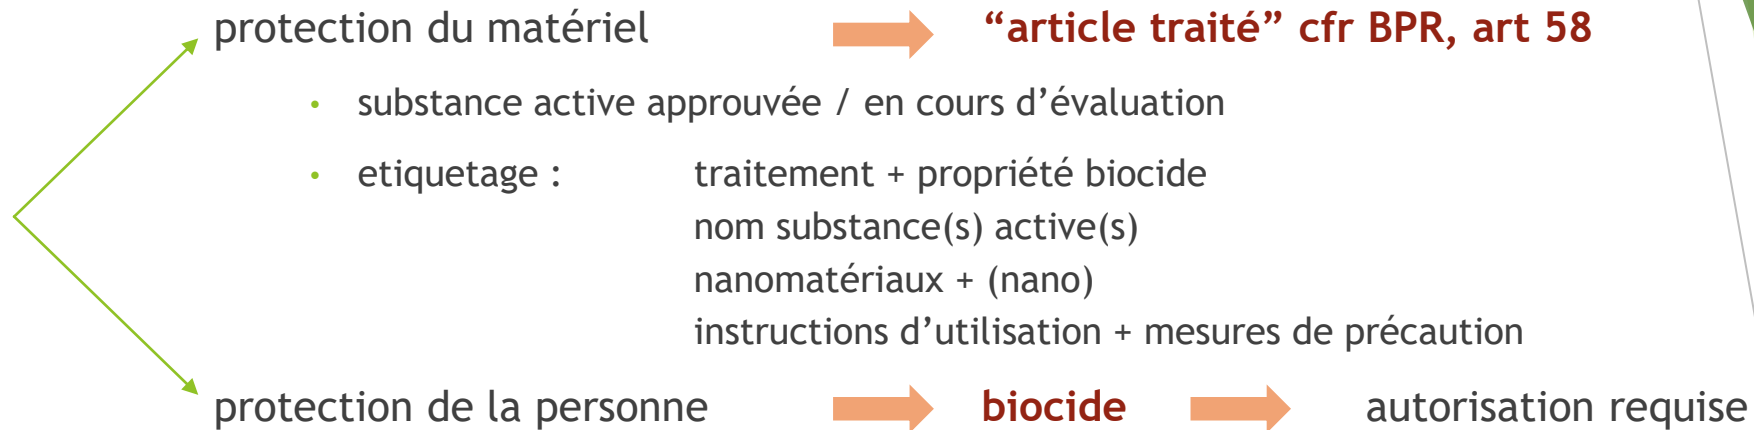 protection du matériel “article traité” cfr BPR, art 58
• substance active approuvée / en cours d’évaluation
• etiquetage : traitement + propriété biocide
nom substance(s) active(s)
nanomatériaux + (nano)
instructions d’utilisation + mesures de précaution
protection de la personne biocide autorisation requise